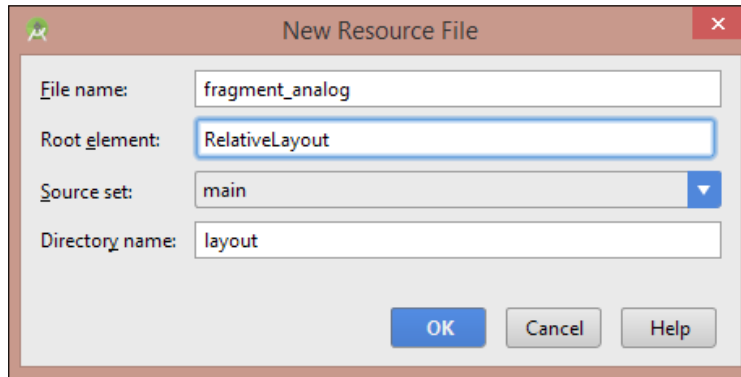 New Resource File
File name: fragment_analog
Root element: RelativeLayout
Source set: main
Directory name: layout
OK Cancel Help